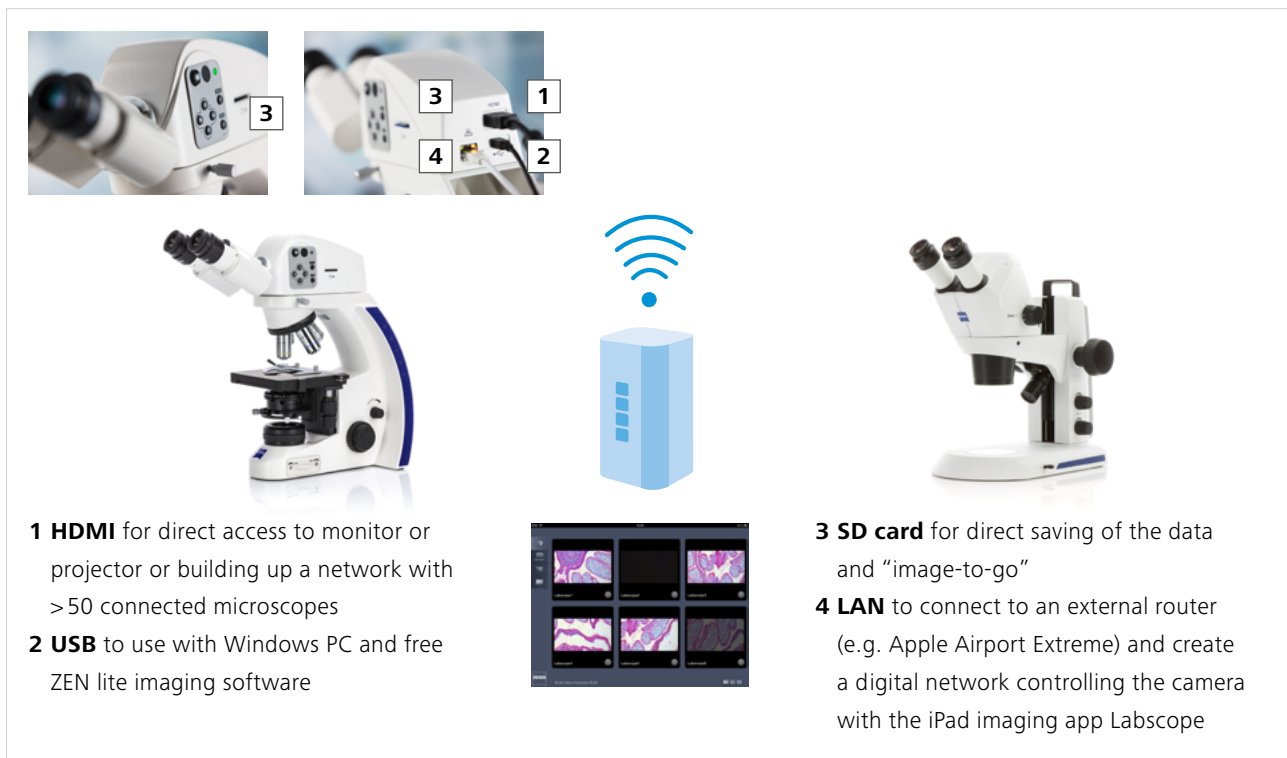 3
3
1
HDMI
4
2
1 HDMI for direct access to monitor or
projector or building up a network with
>50 connected microscopes
2 USB to use with Windows PC and free
ZEN lite imaging software
3 SD card for direct saving of the data
and “image-to-go”
4 LAN to connect to an external router
(e.g. Apple Airport Extreme) and create
a digital network controlling the camera
with the iPad imaging app Labscope